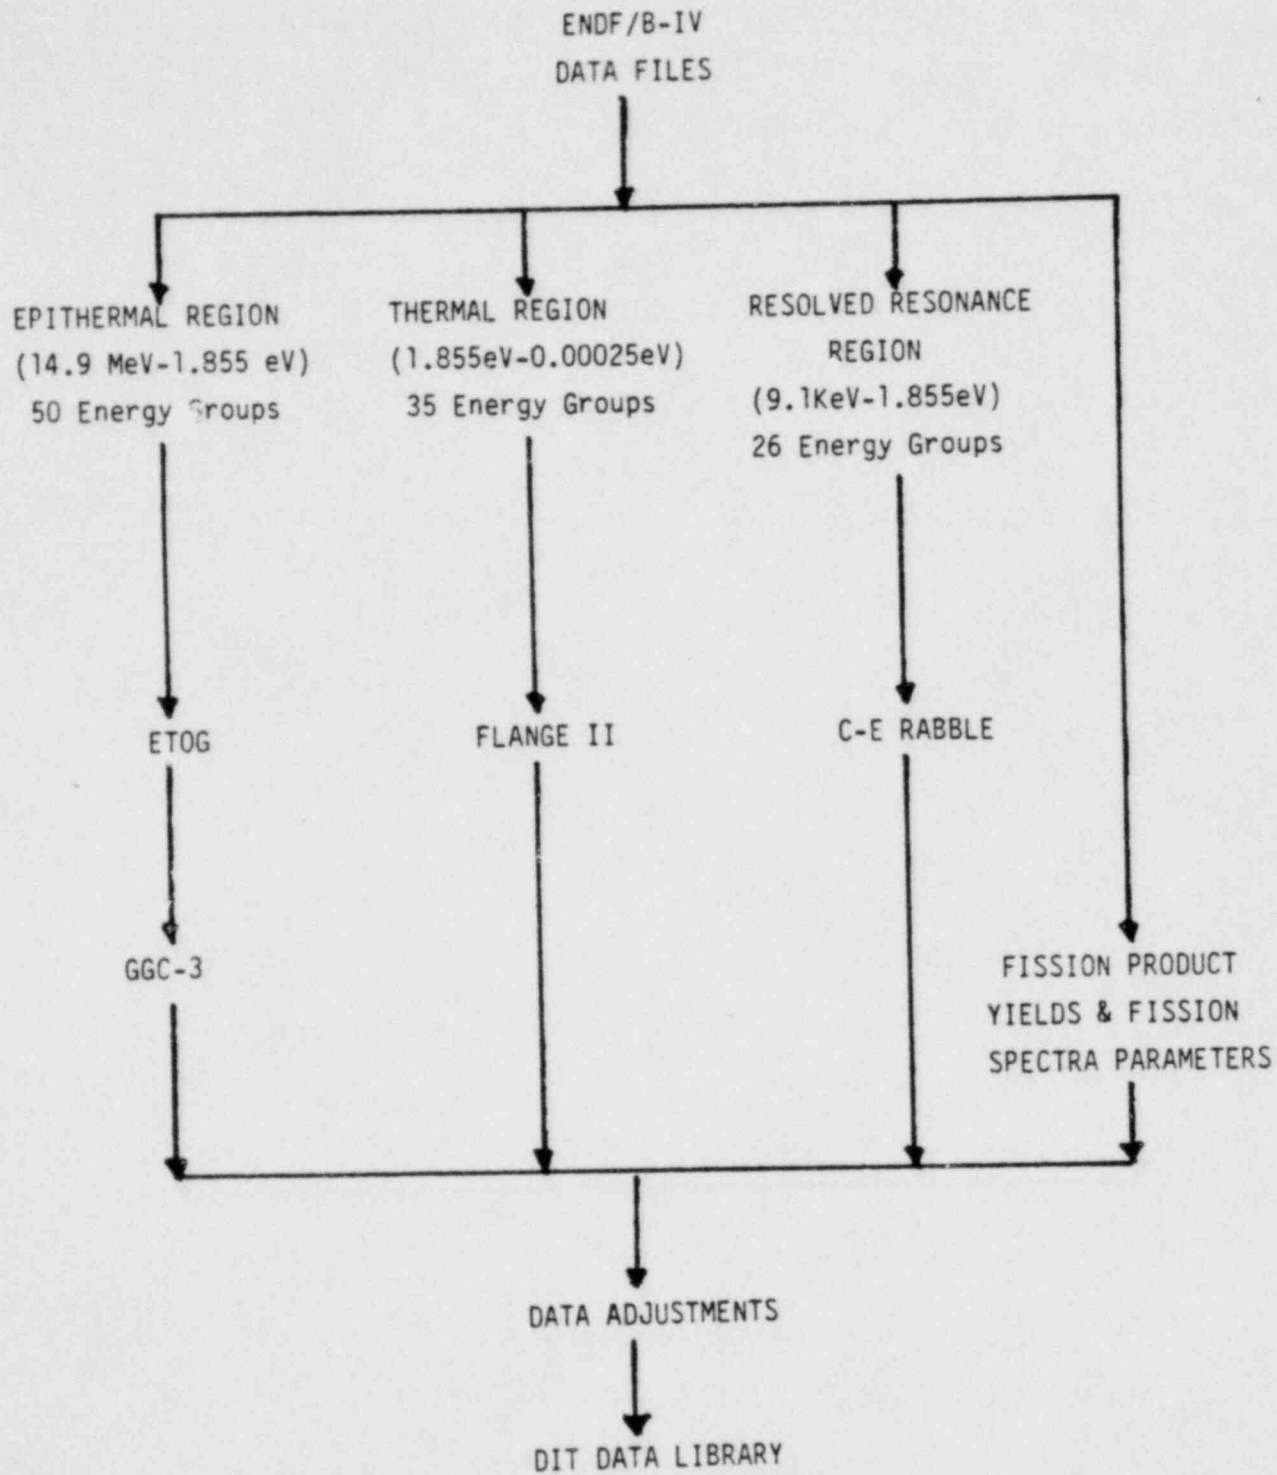 ENDF/B-IV
DATA FILES
EPITHERMAL REGION
(14.9 MeV-1.855 eV)
50 Energy Groups
THERMAL REGION
(1.855eV-0.00025eV)
35 Energy Groups
RESOLVED RESONANCE
REGION
(9.1KeV-1.855eV)
26 Energy Groups
ETOG
FLANGE II
C-E RABBLE
GGC-3
FISSION PRODUCT
YIELDS & FISSION
SPECTRA PARAMETERS
DATA ADJUSTMENTS
DIT DATA LIBRARY